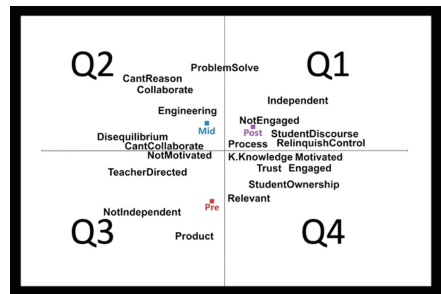 Q2
Q1
ProblemSolve
CantReason
Collaborate
Independent
Engineering
NotEngaged
Mid
Post
StudentDiscourse
Disequilibrium
RelinquishControl
CantCollaborate
Process
NotMotivated
K.Knowledge Motivated
TeacherDirected
Trust Engaged
StudentOwnership
Relevant
Pre
NotIndependent
Q3
Q4
Product